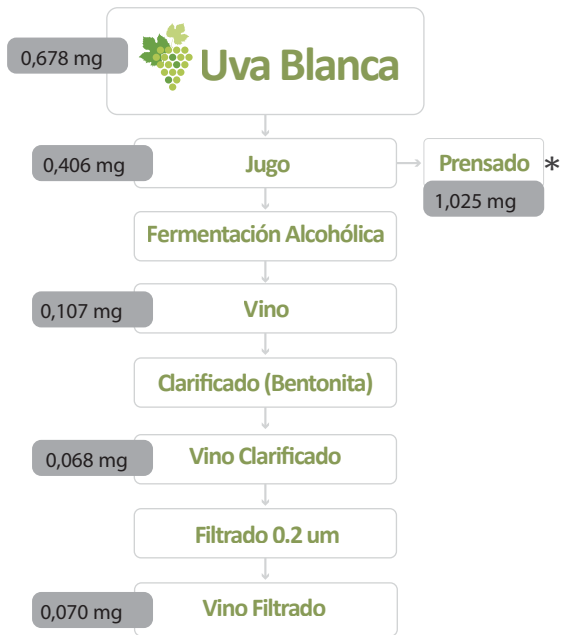 0,678 mg
Uva Blanca
0,406 mg
Jugo
Prensado *
1,025 mg
Fermentación Alcohólica
0,107 mg
Vino
Clarificado (Bentonita)
0,068 mg
Vino Clarificado
Filtrado 0.2 um
0,070 mg
Vino Filtrado